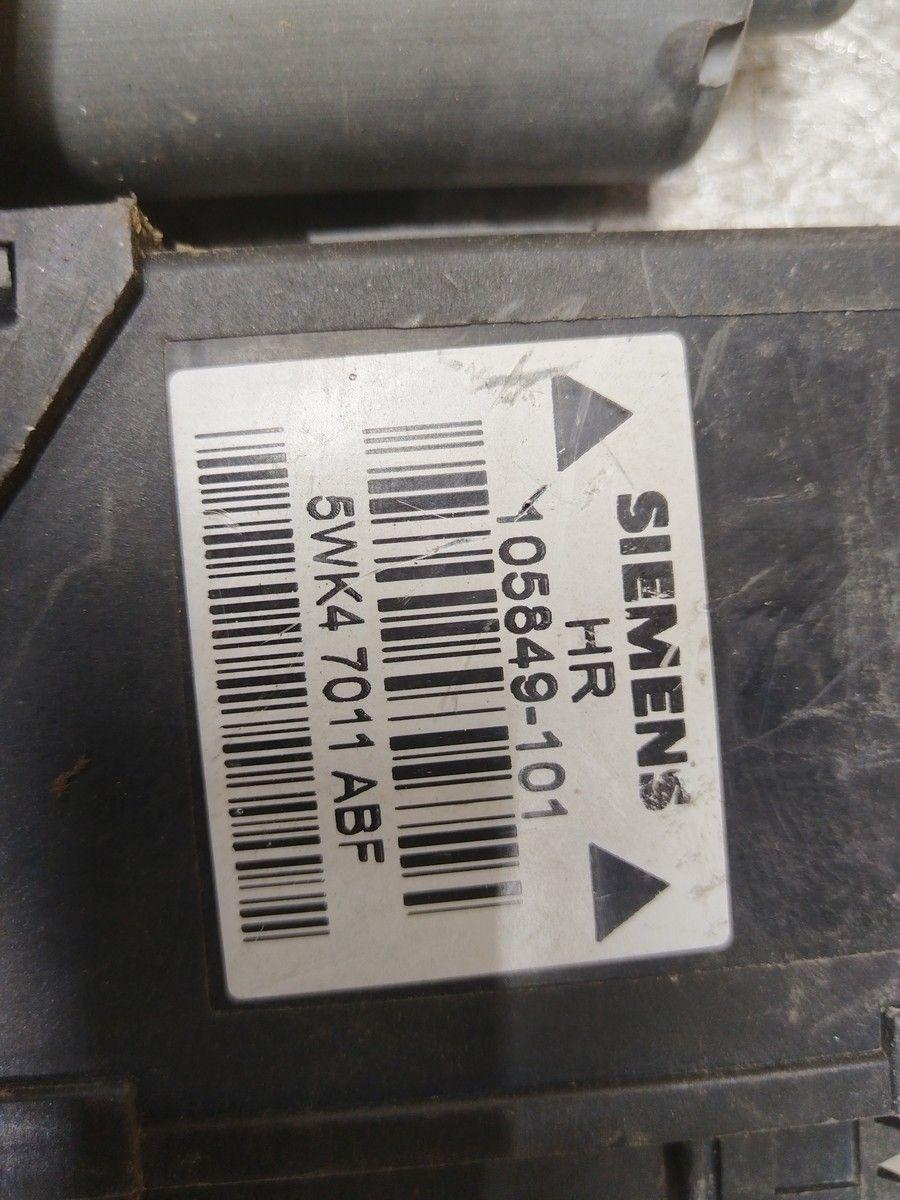 SIEMENS
HR
105849-101
5WK4 7011 ABF